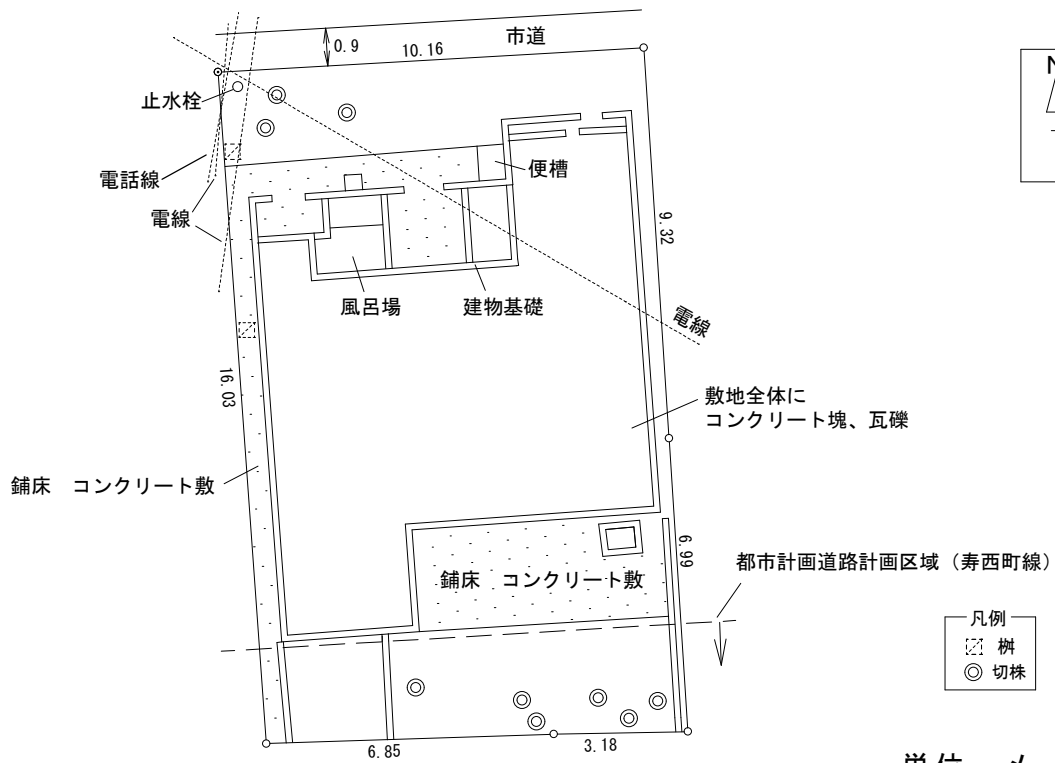 市道
0.9
10.16
N
止水栓
便槽
電話線
電線
9.32
風呂場
建物基礎
電線
16.03
敷地全体に
コンクリート塊、瓦礫
舗床　コンクリート敷
6.99
舗床　コンクリート敷
都市計画道路計画区域（寿西町線）
凡例
桝
切株
6.85
3.18